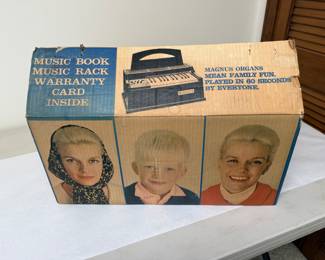 MUSIC BOOK
MUSIC RACK
WARRANTY
CARD
INSIDE
MAGNUS ORGANS
MEAN FAMILY FUN.
PLAYED IN 60 SECONDS
BY EVERYONE.